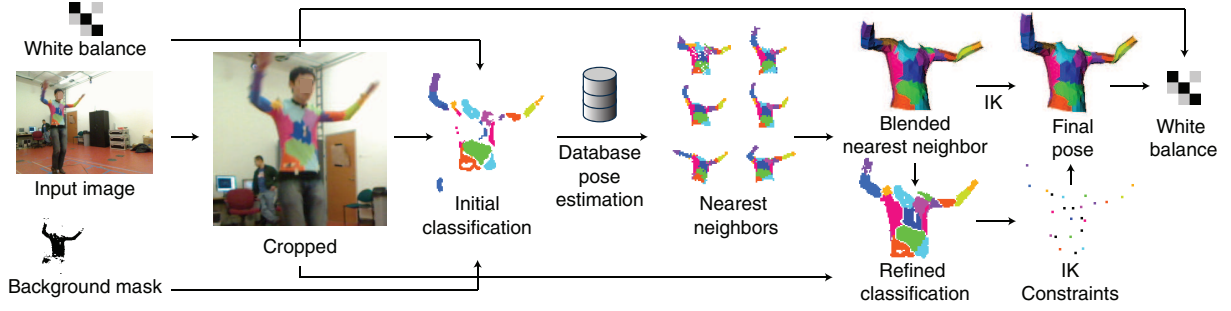 White balance
Input image
Background mask
Cropped
Initial
classification
Database
pose
estimation
Nearest
neighbors
Blended
nearest neighbor
IK
Final
pose
White
balance
Refined
classification
IK
Constraints